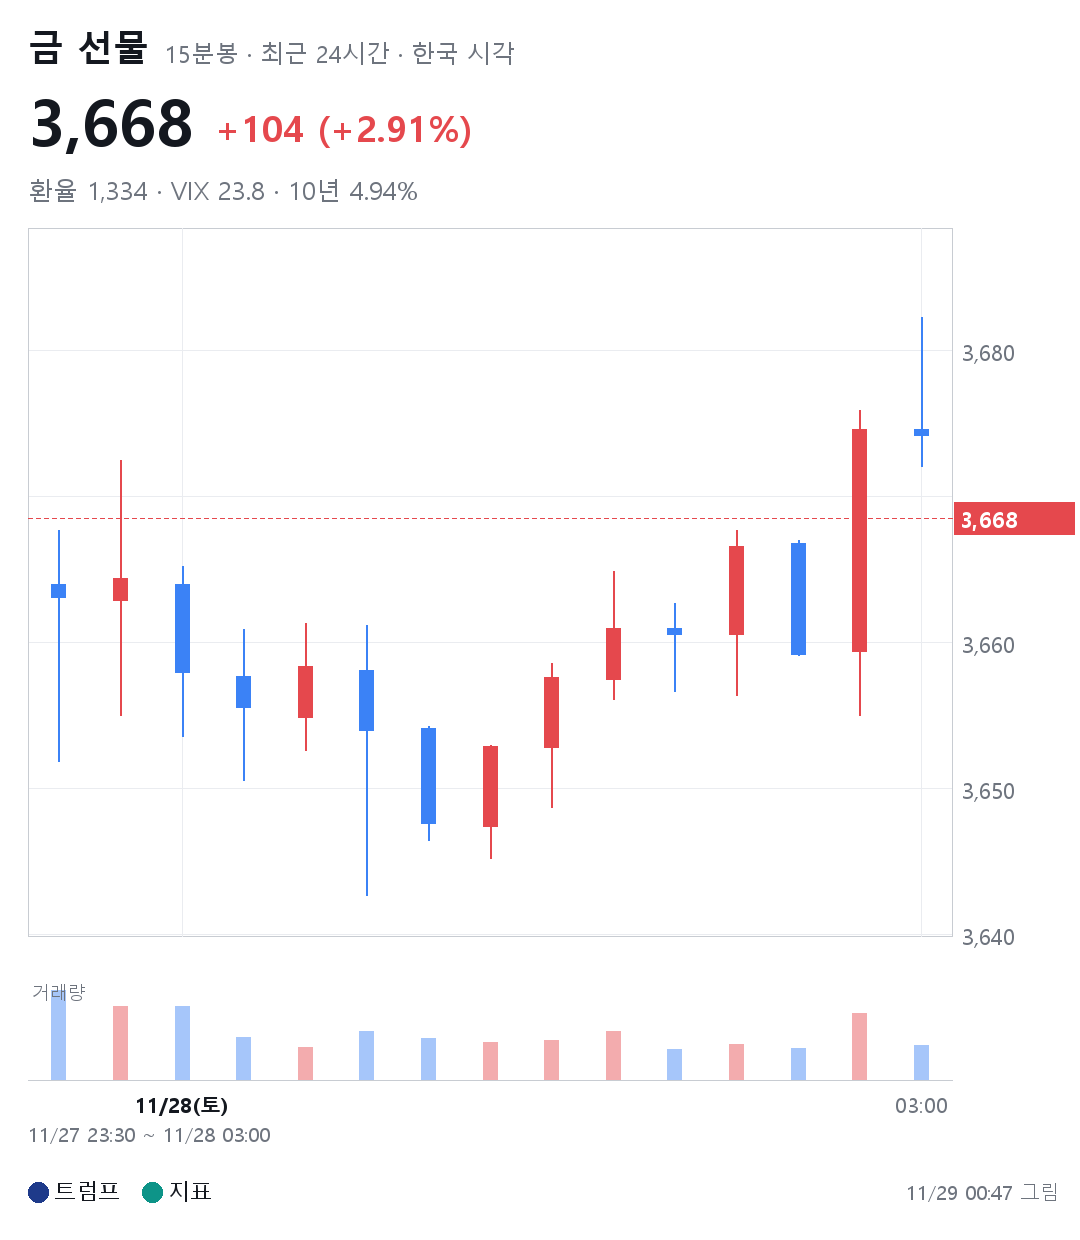 금 선물 15분봉 · 최근 24시간 · 한국 시각
3,668 +104 (+2.91%)
환율 1,334 · VIX 23.8 · 10년 4.94%
3,680
3,668
3,660
3,650
3,640
거래량
11/28(토) 03:00
11/27 23:30 ~ 11/28 03:00
트럼프 지표 11/29 00:47 그림